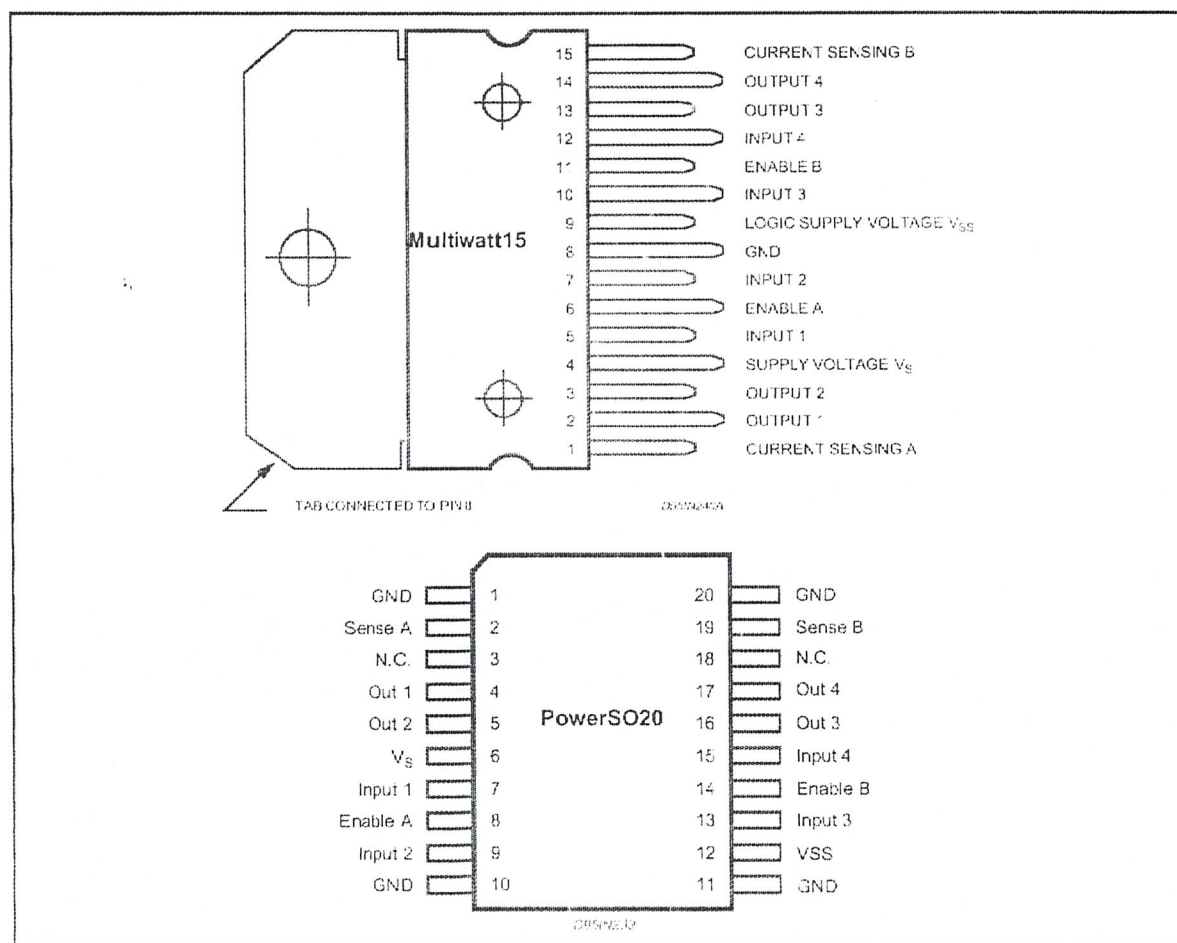 15 CURRENT SENSING B
14 OUTPUT 4
13 OUTPUT 3
12 INPUT 4
11 ENABLE B
10 INPUT 3
9 LOGIC SUPPLY VOLTAGE VSS
Multiwatt15
8 GND
7 INPUT 2
6 ENABLE A
5 INPUT 1
4 SUPPLY VOLTAGE VS
3 OUTPUT 2
2 OUTPUT 1
1 CURRENT SENSING A
TAB CONNECTED TO PIN 8
GND 1 20 GND
Sense A 2 19 Sense B
N.C. 3 18 N.C.
Out 1 4 17 Out 4
Out 2 5 16 Out 3
PowerSO20
VS 6 15 Input 4
Input 1 7 14 Enable B
Enable A 8 13 Input 3
Input 2 9 12 VSS
GND 10 11 GND